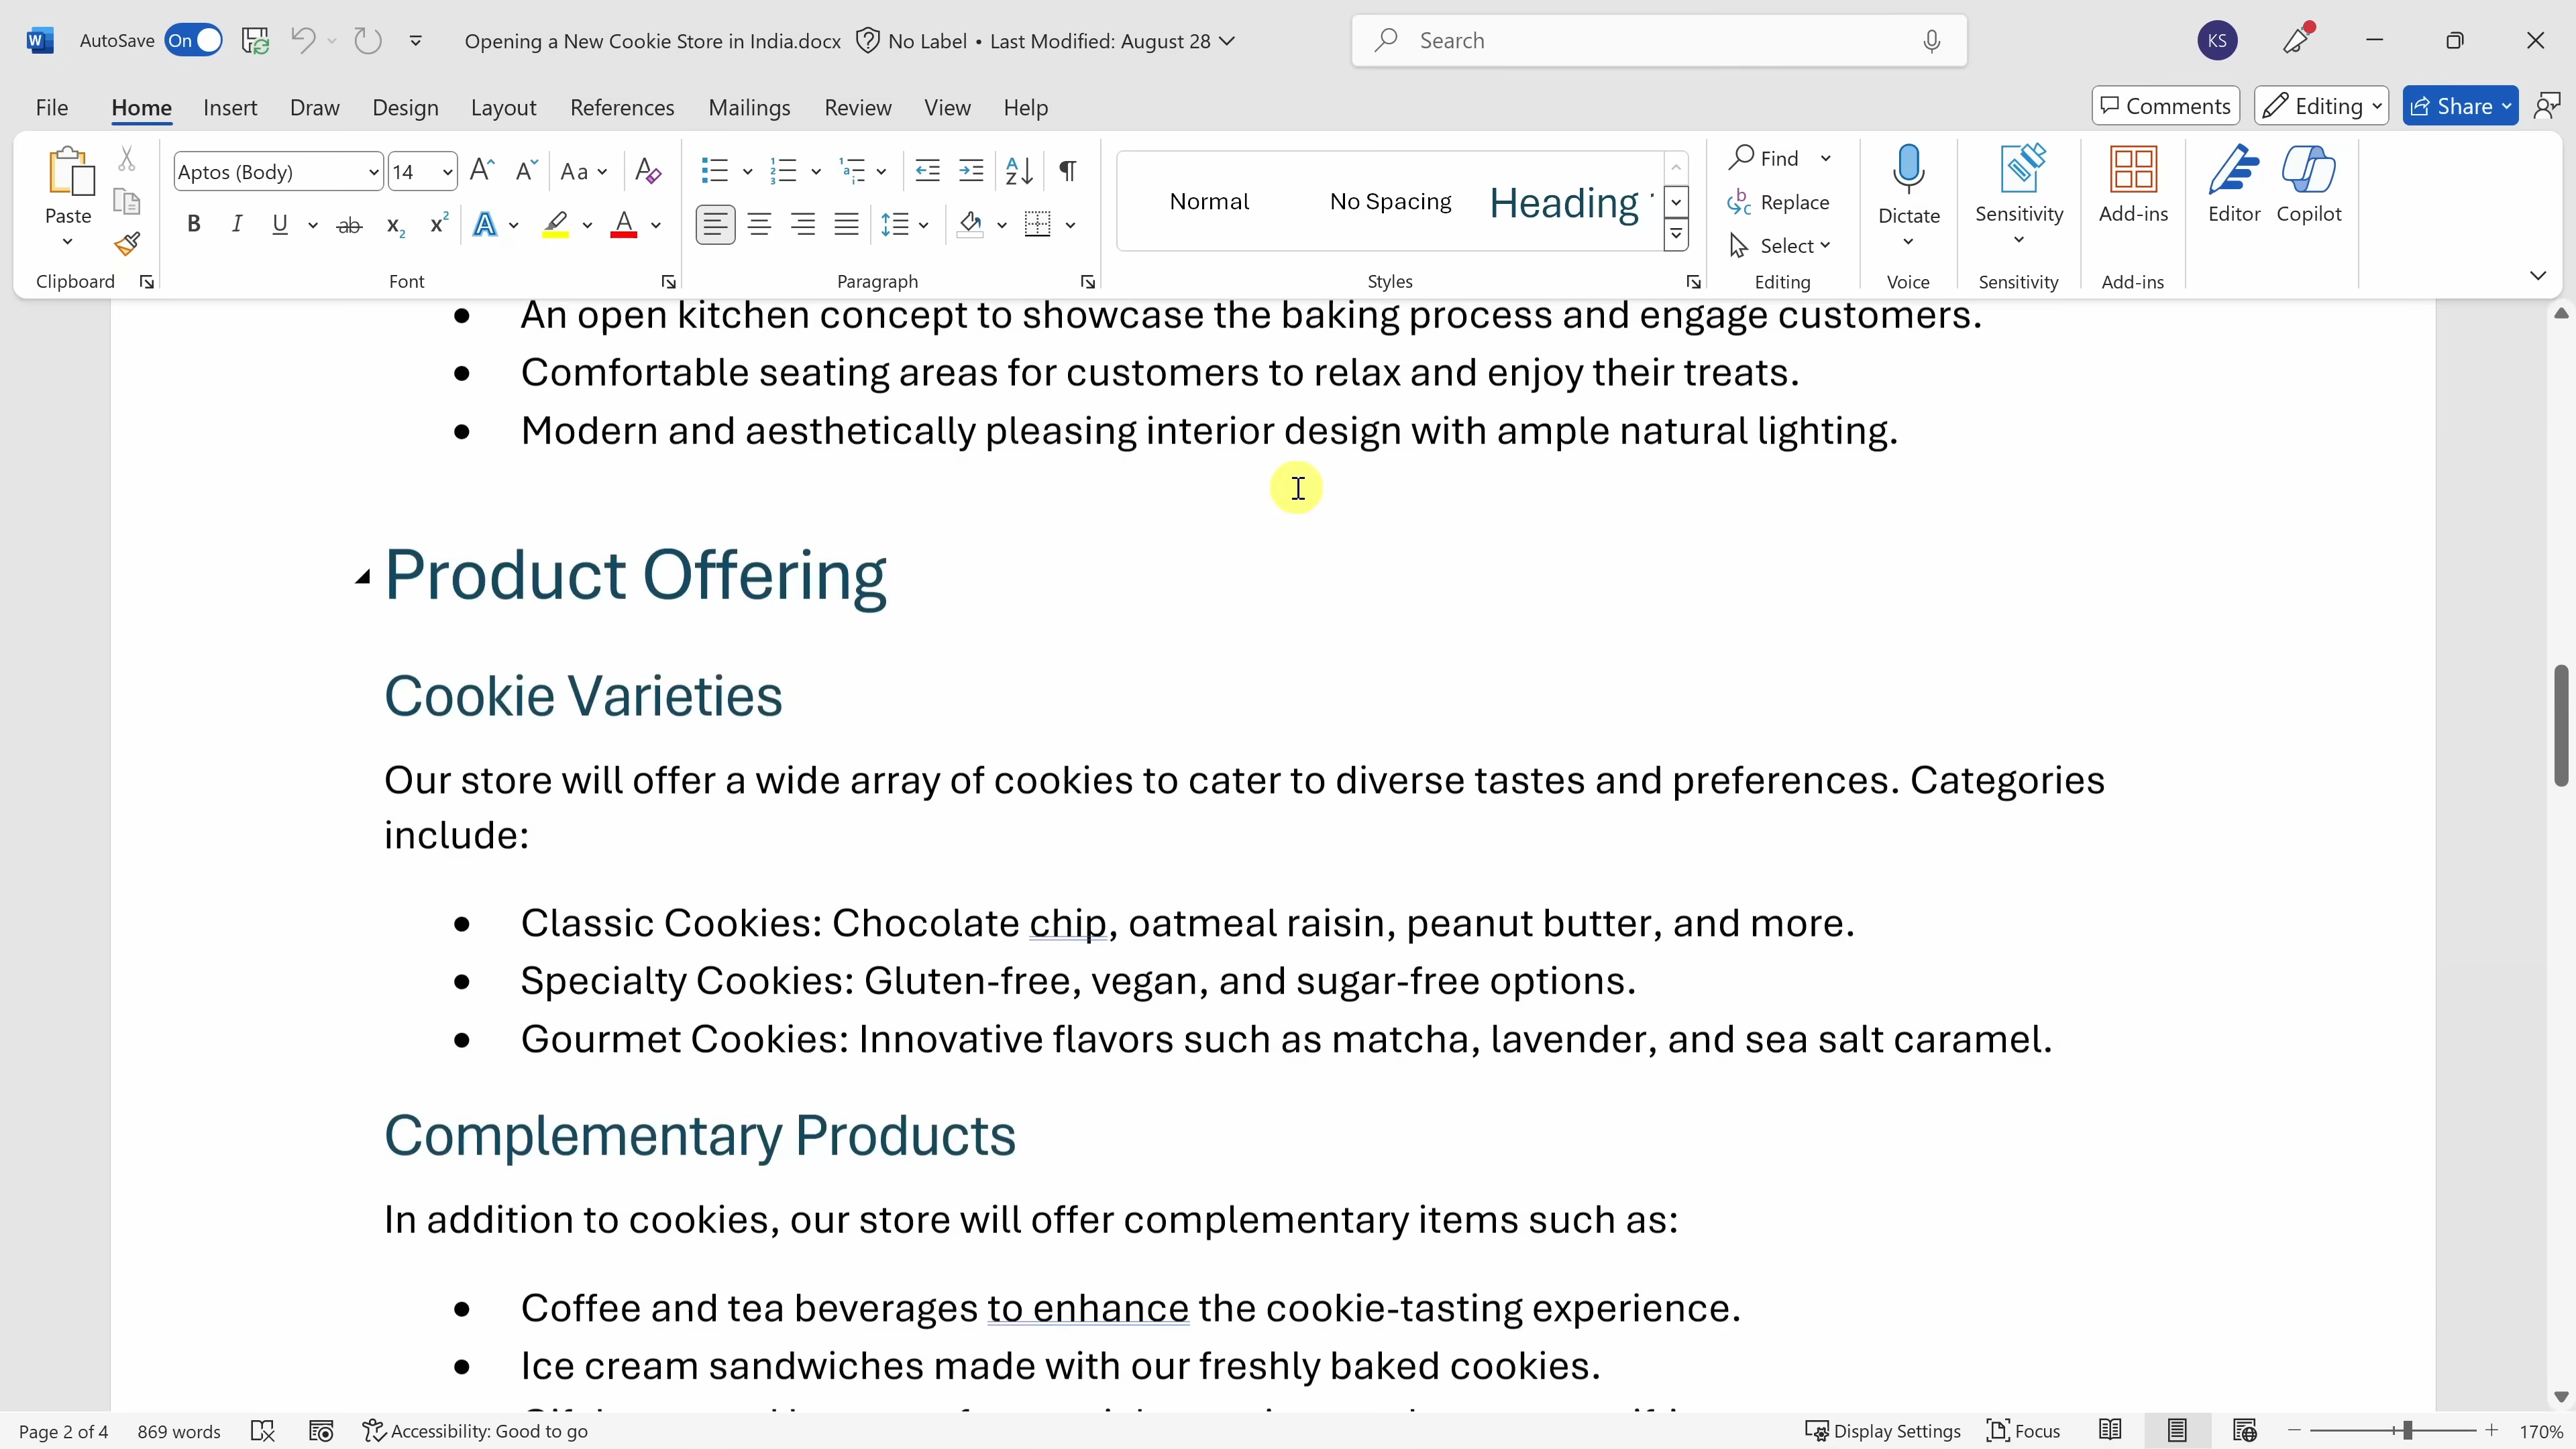 AutoSave On Opening a New Cookie Store in India.docx No Label • Last Modified: August 28 Search KS
File Home Insert Draw Design Layout References Mailings Review View Help Comments Editing Share
Paste Aptos (Body) 14 Aa Normal No Spacing Heading Find Replace Select Dictate Sensitivity Add-ins Editor Copilot
Clipboard Font Paragraph Styles Editing Voice Sensitivity Add-ins
• An open kitchen concept to showcase the baking process and engage customers.
• Comfortable seating areas for customers to relax and enjoy their treats.
• Modern and aesthetically pleasing interior design with ample natural lighting.
Product Offering
Cookie Varieties
Our store will offer a wide array of cookies to cater to diverse tastes and preferences. Categories
include:
• Classic Cookies: Chocolate chip, oatmeal raisin, peanut butter, and more.
• Specialty Cookies: Gluten-free, vegan, and sugar-free options.
• Gourmet Cookies: Innovative flavors such as matcha, lavender, and sea salt caramel.
Complementary Products
In addition to cookies, our store will offer complementary items such as:
• Coffee and tea beverages to enhance the cookie-tasting experience.
• Ice cream sandwiches made with our freshly baked cookies.
Page 2 of 4 869 words Accessibility: Good to go Display Settings Focus 170%